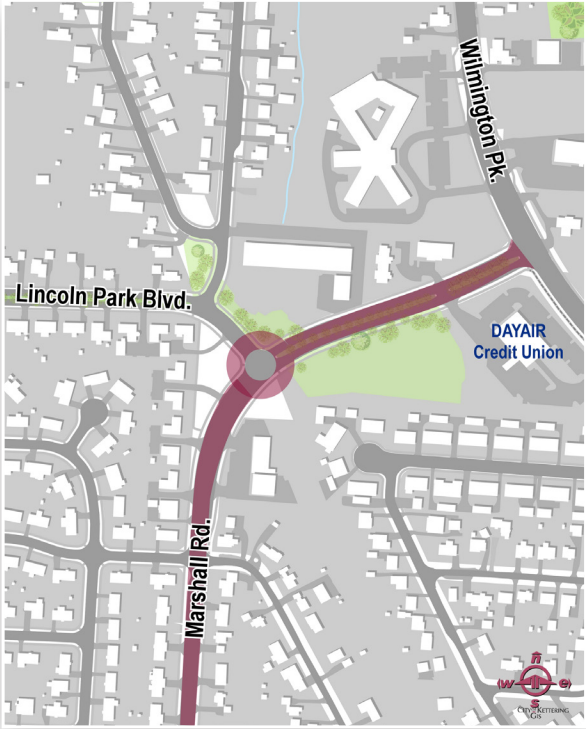 Wilmington Pk.
Lincoln Park Blvd.
DAYAIR
Credit Union
Marshall Rd.
n
w e
s
CITY of KETTERING
GIS